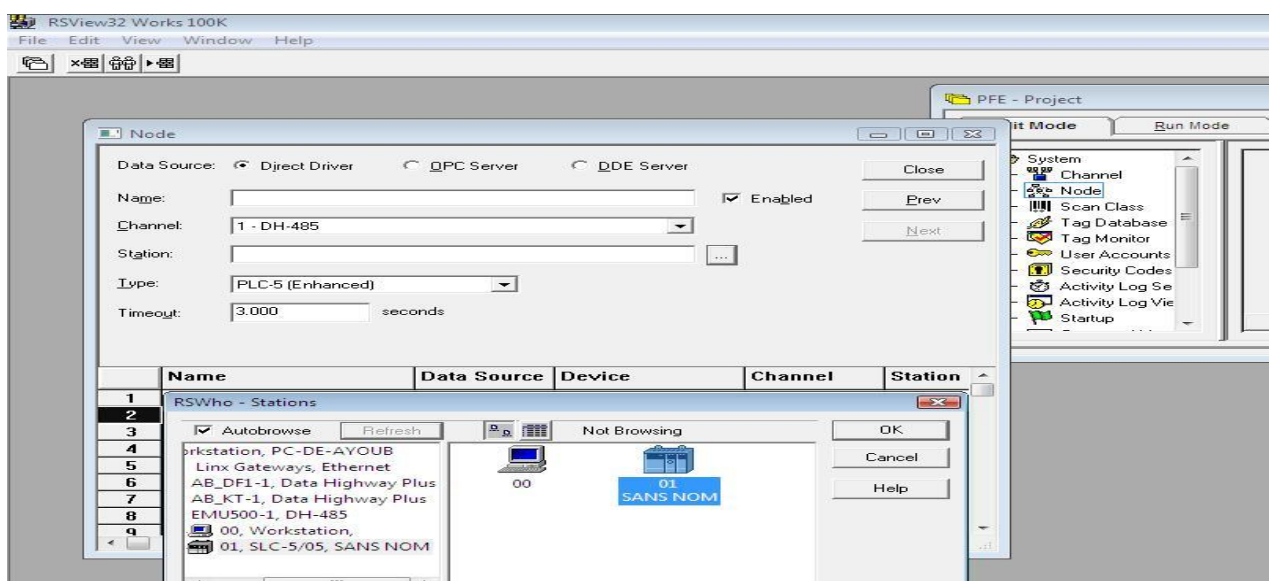 RSView32 Works 100K
File Edit View Window Help
PFE - Project
Edit Mode Run Mode
System
Channel
Node
Scan Class
Tag Database
Tag Monitor
User Accounts
Security Codes
Activity Log Se
Activity Log Vie
Startup
Node
Data Source: Direct Driver OPC Server DDE Server
Close
Name: Enabled
Prev
Channel: 1 - DH-485
Next
Station: ...
Type: PLC-5 (Enhanced)
Timeout: 3.000 seconds
Name Data Source Device Channel Station
1
2
3
4
5
6
7
8
9
RSWho - Stations
Autobrowse Refresh Not Browsing
OK
Cancel
Help
orkstation, PC-DE-AYOUB
Linx Gateways, Ethernet
AB_DF1-1, Data Highway Plus
AB_KT-1, Data Highway Plus
EMU500-1, DH-485
00, Workstation,
01, SLC-5/05, SANS NOM
00
01
SANS NOM